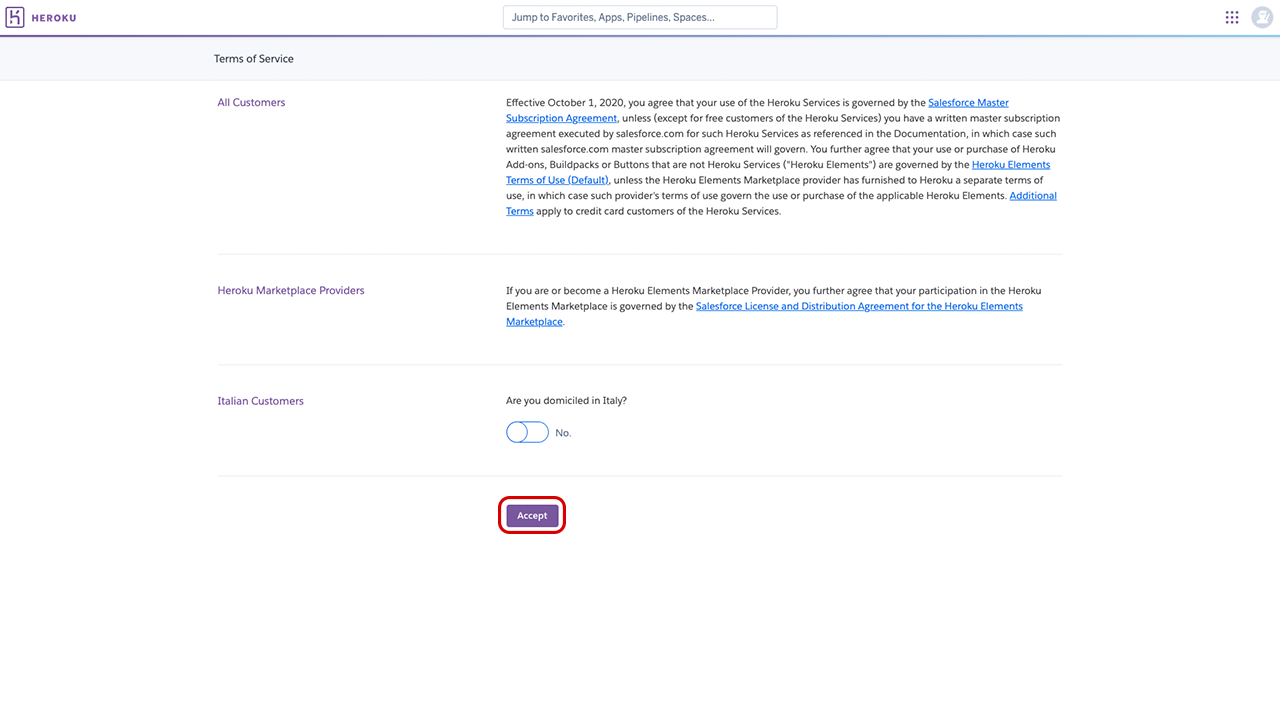 HEROKU
Jump to Favorites, Apps, Pipelines, Spaces...
Terms of Service
All Customers
Effective October 1, 2020, you agree that your use of the Heroku Services is governed by the Salesforce Master
Subscription Agreement, unless (except for free customers of the Heroku Services) you have a written master subscription
agreement executed by salesforce.com for such Heroku Services as referenced in the Documentation, in which case such
written salesforce.com master subscription agreement will govern. You further agree that your use or purchase of Heroku
Add-ons, Buildpacks or Buttons that are not Heroku Services ("Heroku Elements") are governed by the Heroku Elements
Terms of Use (Default), unless the Heroku Elements Marketplace provider has furnished to Heroku a separate terms of
use, in which case such provider's terms of use govern the use or purchase of the applicable Heroku Elements. Additional
Terms apply to credit card customers of the Heroku Services.
Heroku Marketplace Providers
If you are or become a Heroku Elements Marketplace Provider, you further agree that your participation in the Heroku
Elements Marketplace is governed by the Salesforce License and Distribution Agreement for the Heroku Elements
Marketplace.
Italian Customers
Are you domiciled in Italy?
No.
Accept